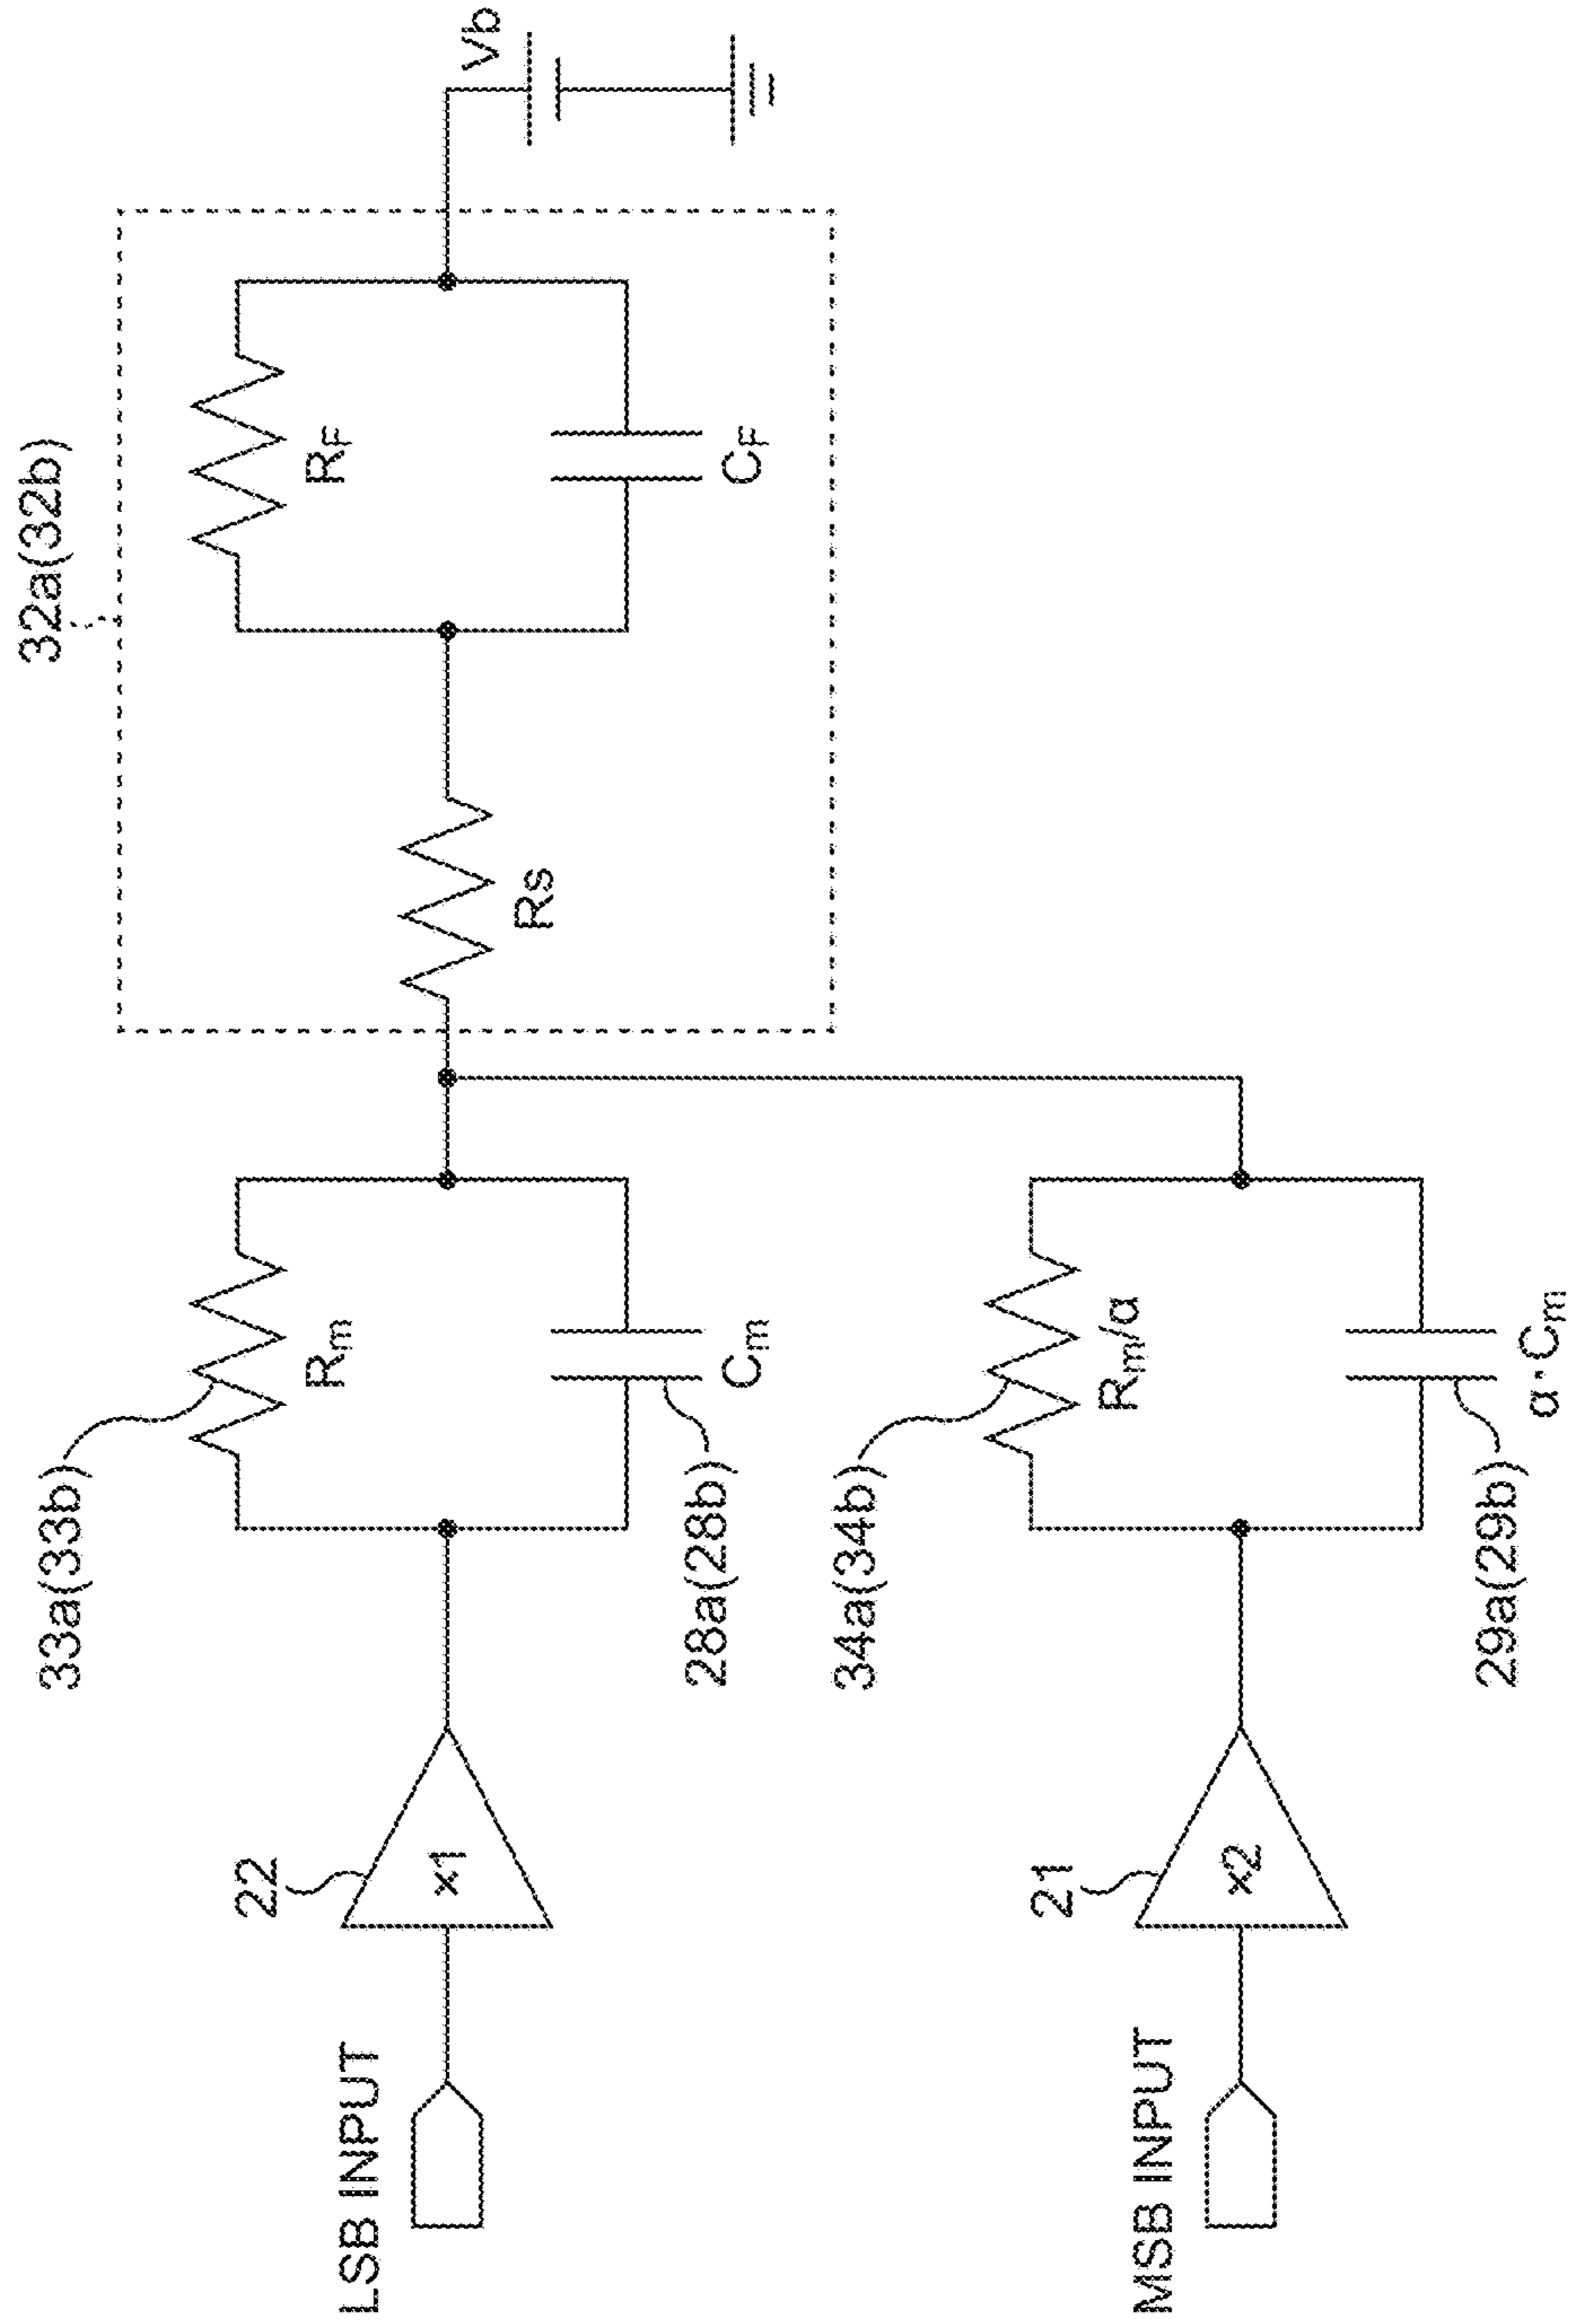 32a(32b)
Vb
RF
CF
Rs
33a(33b)
Rm
28a(28b)
Cm
22
x1
LSB INPUT
34a(34b)
Rm/α
29a(29b)
α·Cm
21
x2
MSB INPUT